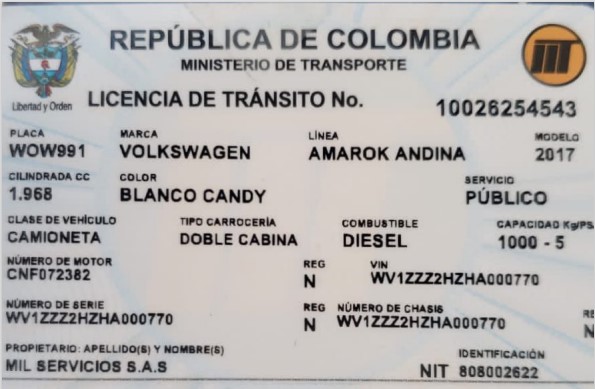 REPÚBLICA DE COLOMBIA
MINISTERIO DE TRANSPORTE
Libertad y Orden
LICENCIA DE TRÁNSITO No. 10026254543
PLACA MARCA LÍNEA MODELO
WOW991 VOLKSWAGEN AMAROK ANDINA 2017
CILINDRADA CC COLOR SERVICIO
1.968 BLANCO CANDY PÚBLICO
CLASE DE VEHÍCULO TIPO CARROCERÍA COMBUSTIBLE CAPACIDAD Kg/PS
CAMIONETA DOBLE CABINA DIESEL 1000 - 5
NÚMERO DE MOTOR REG VIN
CNF072382 N WV1ZZZ2HZHA000770
NÚMERO DE SERIE REG NÚMERO DE CHASIS RE
WV1ZZZ2HZHA000770 N WV1ZZZ2HZHA000770 N
PROPIETARIO: APELLIDO(S) Y NOMBRE(S) IDENTIFICACIÓN
MIL SERVICIOS S.A.S NIT 808002622